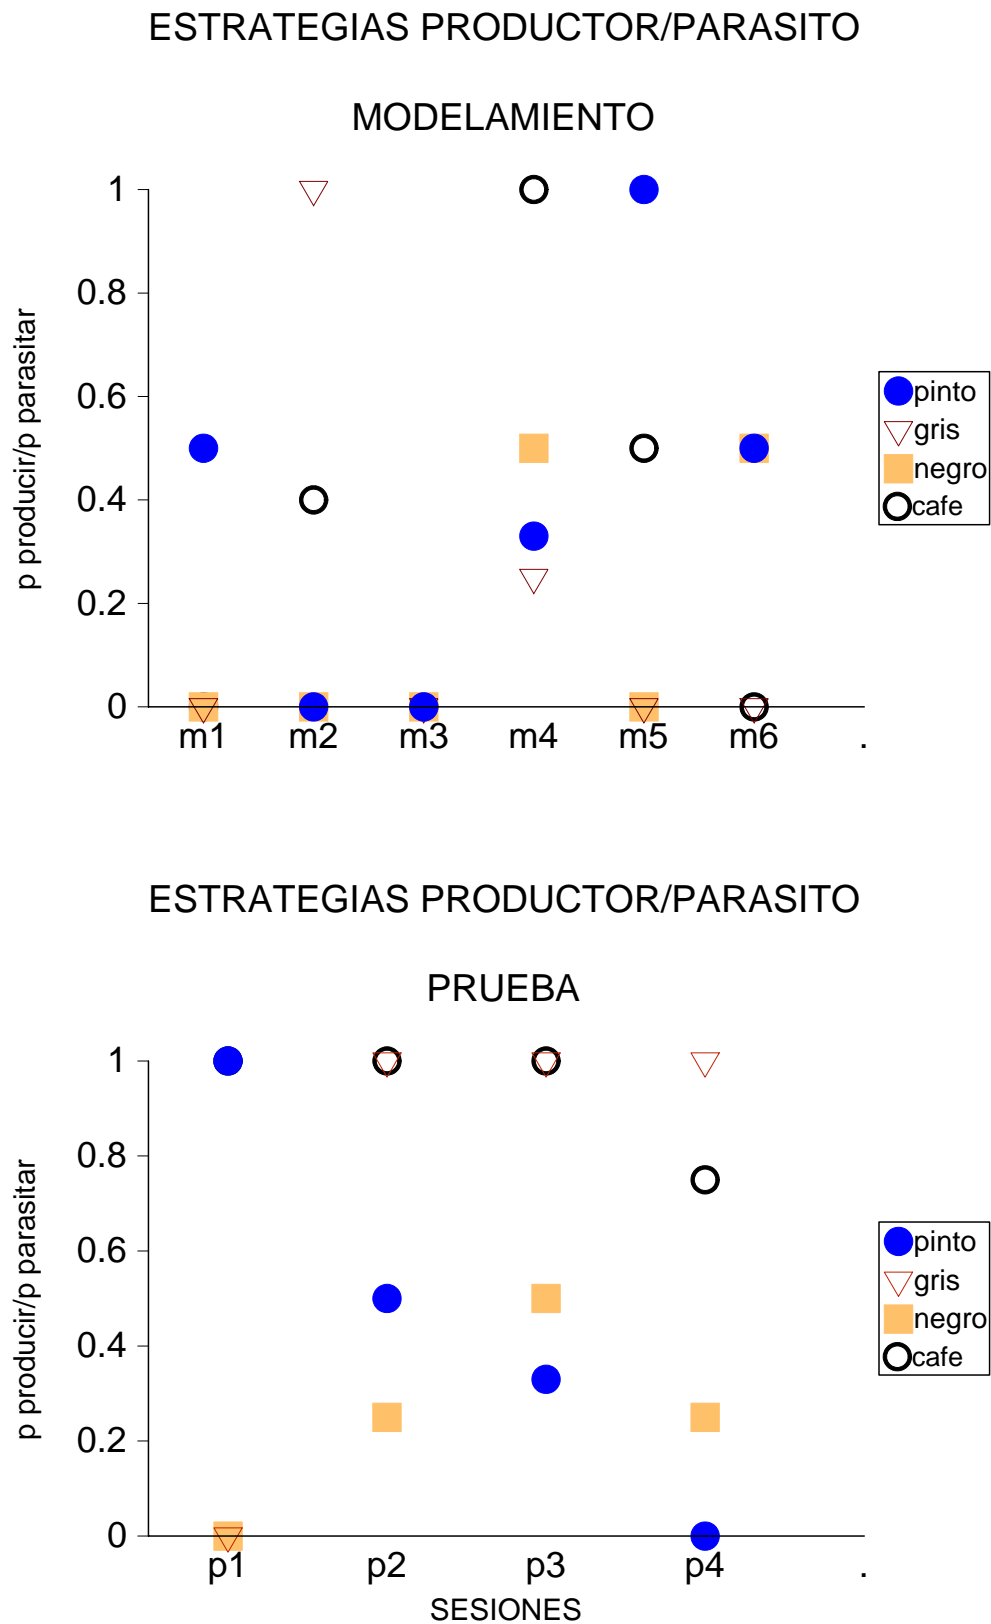 ESTRATEGIAS PRODUCTOR/PARASITO
MODELAMIENTO
p producir/p parasitar
1
0.8
0.6
0.4
0.2
0
m1 m2 m3 m4 m5 m6 .
pinto
gris
negro
cafe
ESTRATEGIAS PRODUCTOR/PARASITO
PRUEBA
p producir/p parasitar
1
0.8
0.6
0.4
0.2
0
p1 p2 p3 p4 .
SESIONES
pinto
gris
negro
cafe